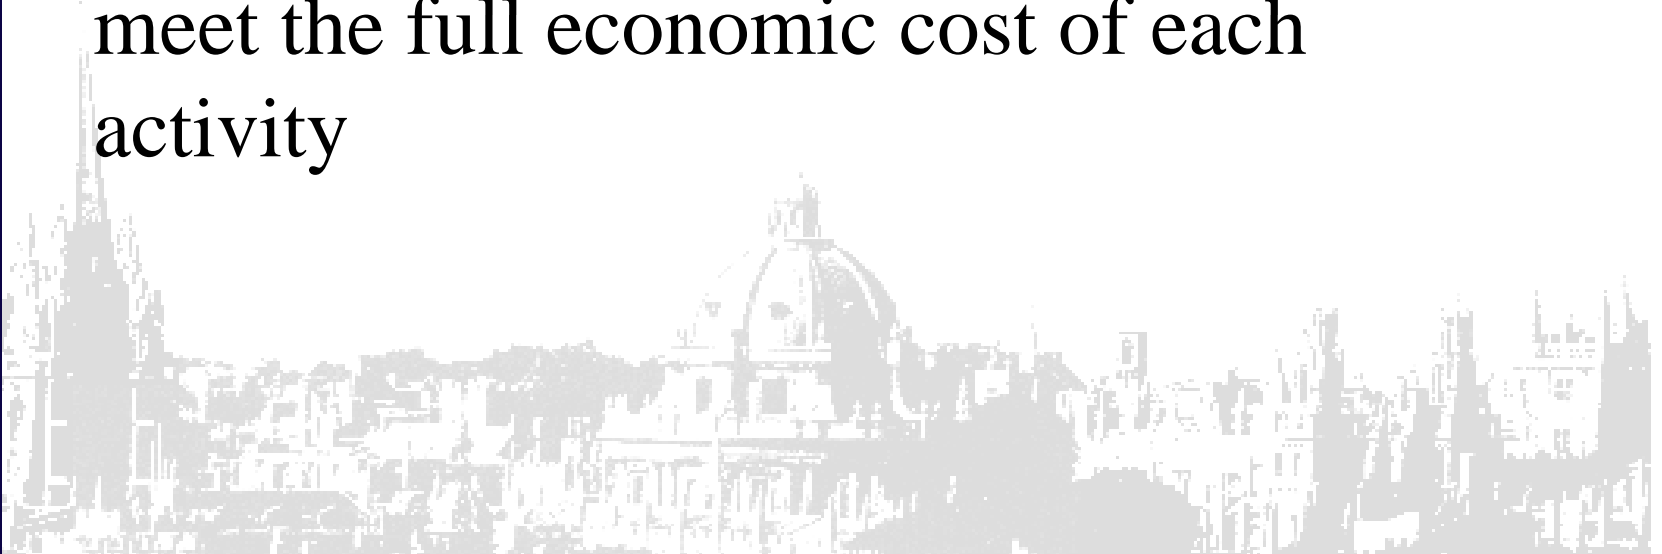 meet the full economic cost of each
activity